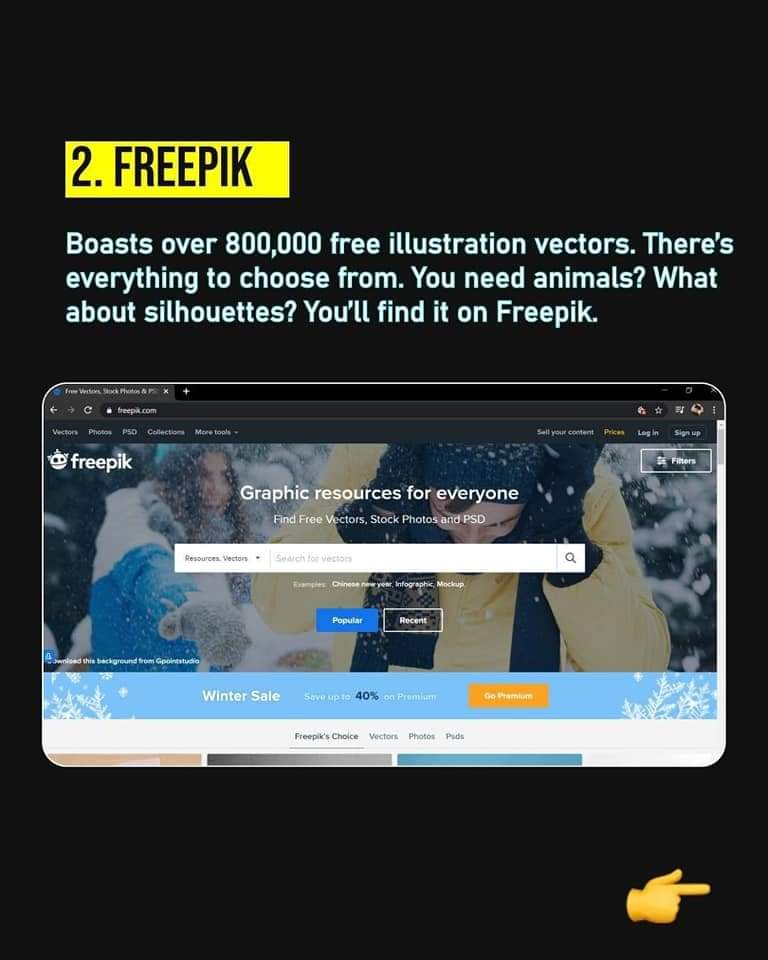 2. FREEPIK
Boasts over 800,000 free illustration vectors. There's
everything to choose from. You need animals? What
about silhouettes? You'll find it on Freepik.
Free Vectors, Stock Photos & PS
freepik.com
Vectors Photos PSD Collections More tools Sell your content Prices Log in Sign up
freepik
Filters
Graphic resources for everyone
Find Free Vectors, Stock Photos and PSD
Resources, Vectors Search for vectors
Examples: Chinese new year, Infographic, Mockup
Popular Recent
ownload this background from Gpointstudio
Winter Sale Save up to 40% on Premium Go Premium
Freepik's Choice Vectors Photos Psds